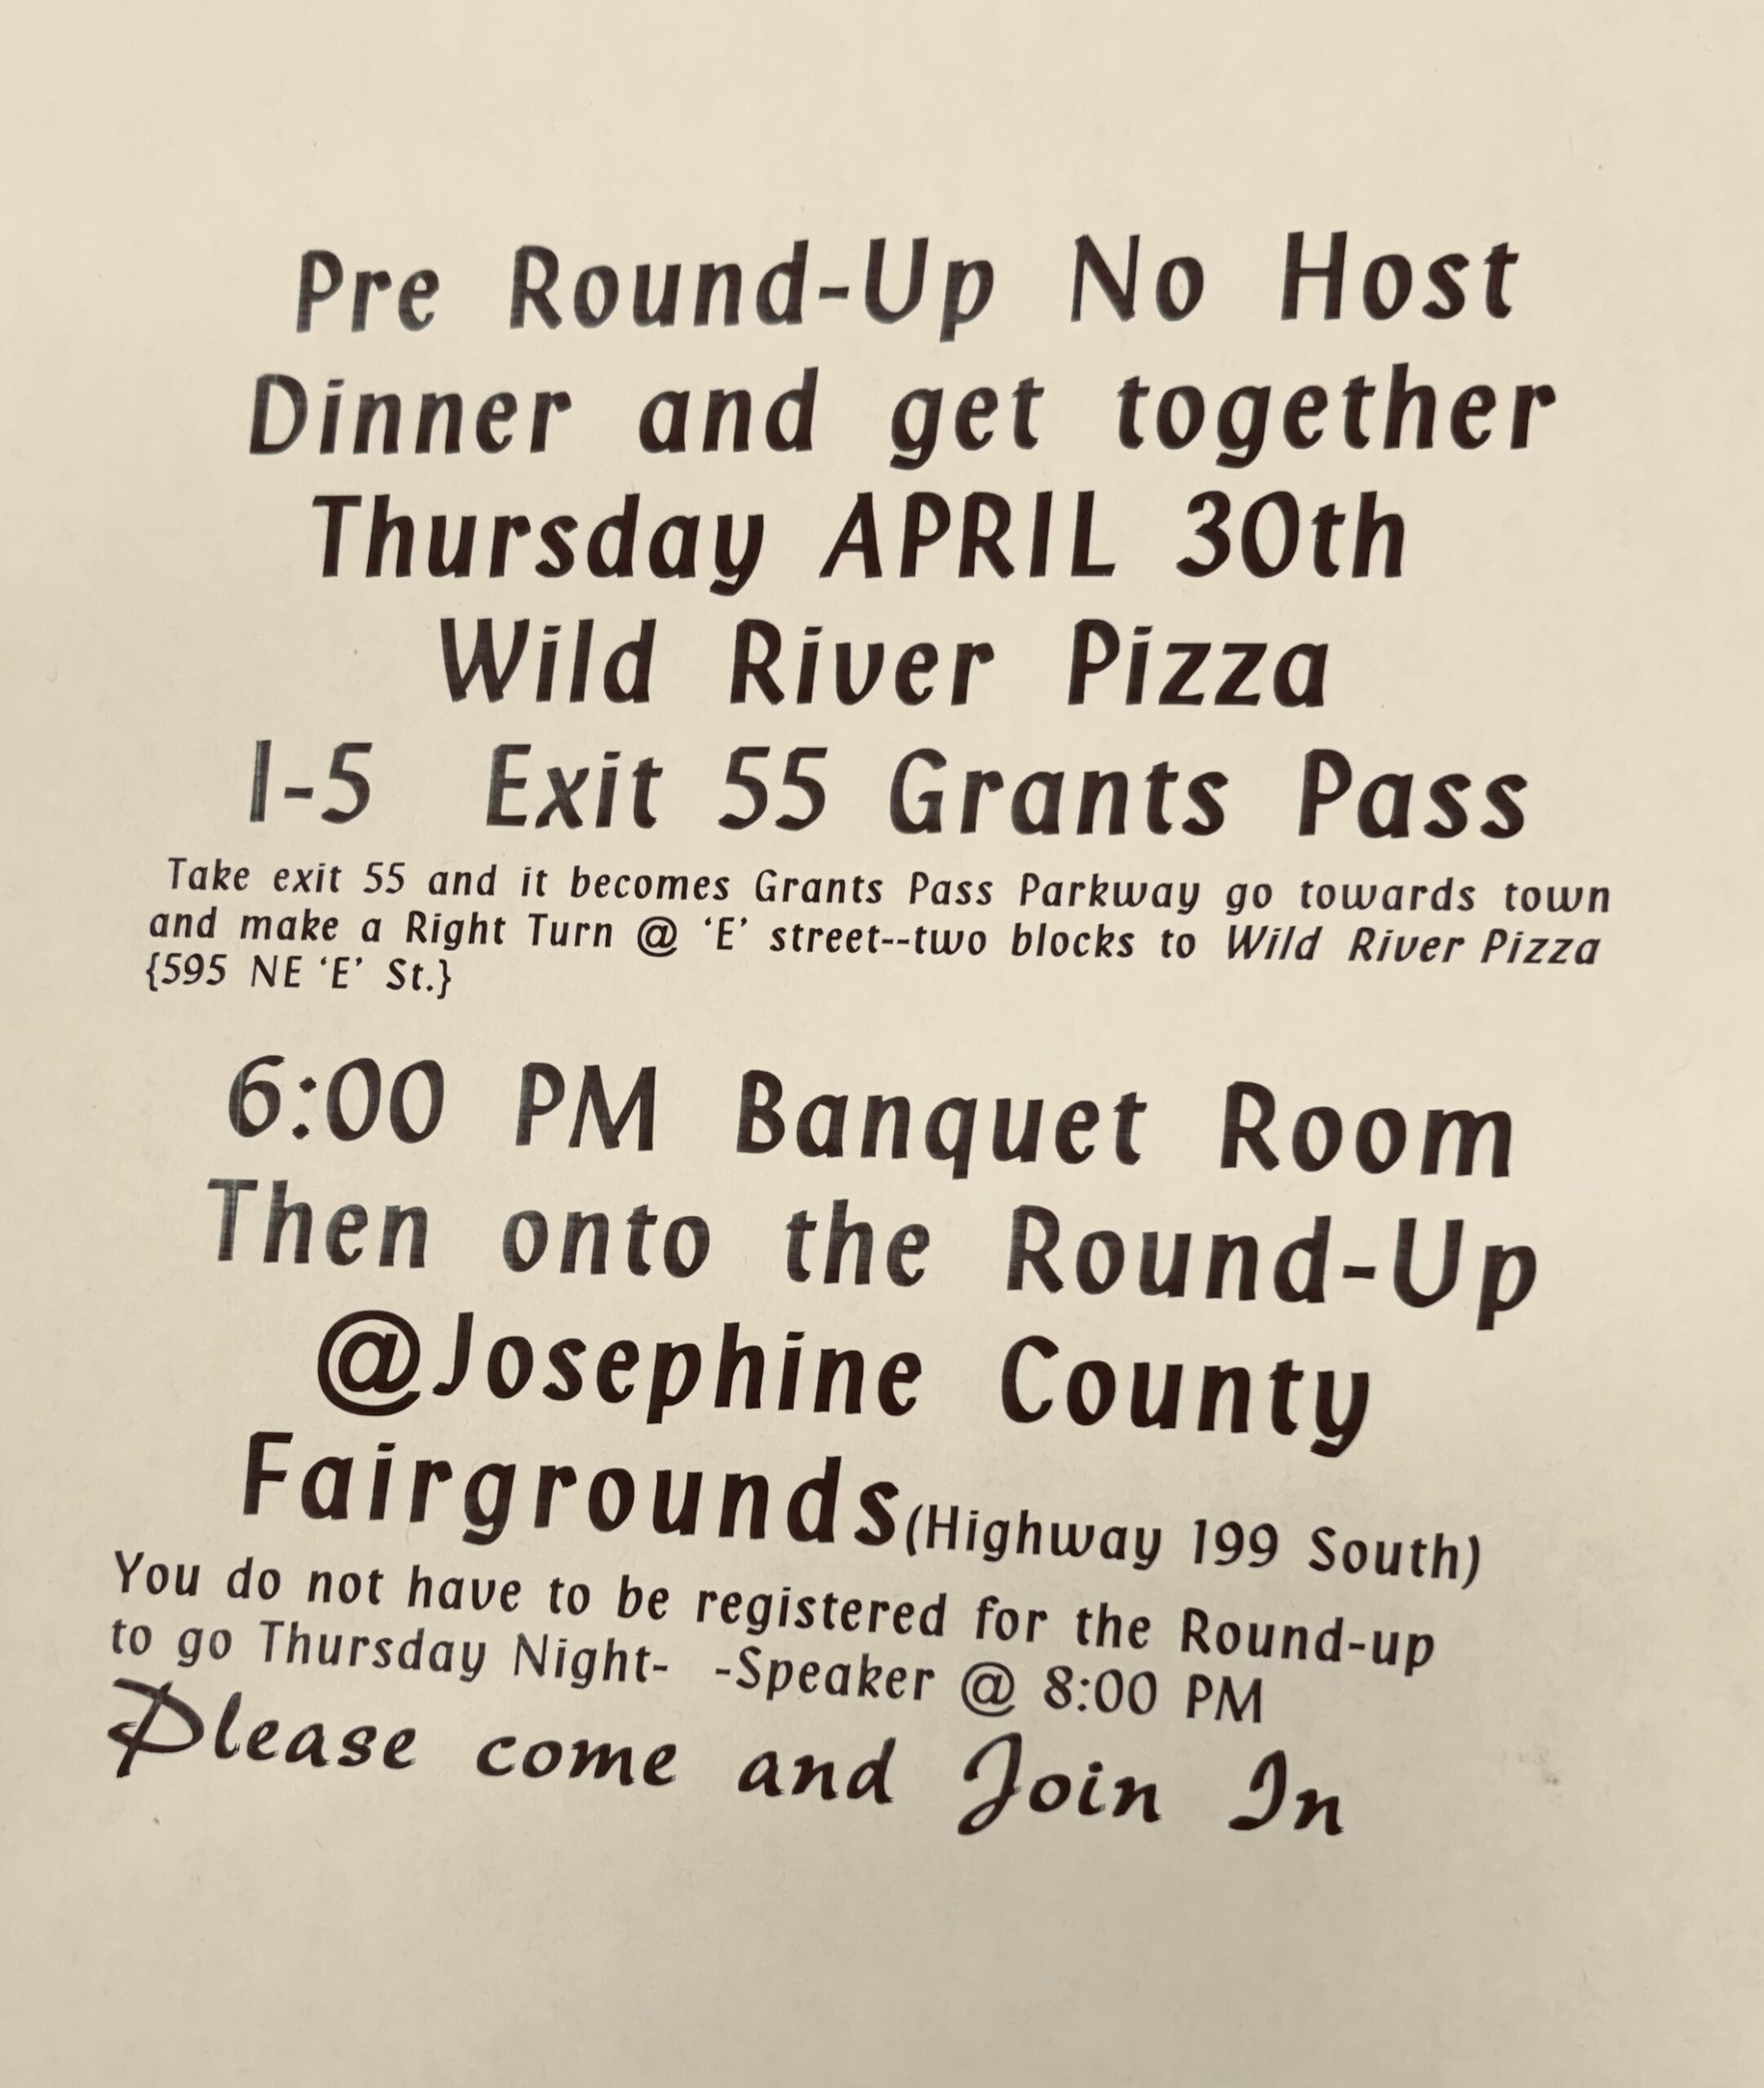 Pre Round-Up No Host
Dinner and get together
Thursday APRIL 30th
Wild River Pizza
I-5 Exit 55 Grants Pass
Take exit 55 and it becomes Grants Pass Parkway go towards town
and make a Right Turn @ ‘E’ street--two blocks to Wild River Pizza
{595 NE ‘E’ St.}
6:00 PM Banquet Room
Then onto the Round-Up
@Josephine County
Fairgrounds(Highway 199 South)
You do not have to be registered for the Round-up
to go Thursday Night- -Speaker @ 8:00 PM
Please come and Join In